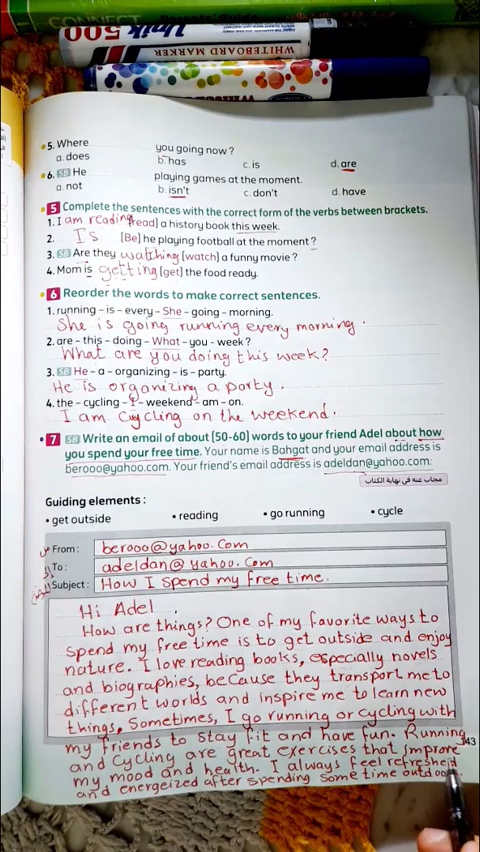 CONNECT
Unik 500
WHITEBOARD MARKER
5. Where you going now ?
a. does b. has c. is d. are
6. SB He playing games at the moment.
a. not b. isn't c. don't d. have
5 Complete the sentences with the correct form of the verbs between brackets.
1. I am reading (read) a history book this week.
2. Is (Be) he playing football at the moment ?
3. SB Are they watching (watch) a funny movie ?
4. Mom is getting (get) the food ready.
6 Reorder the words to make correct sentences.
1. running – is – every – She – going – morning.
She is going running every morning.
2. are – this – doing – What – you – week ?
What are you doing this week?
3. SB He – a – organizing – is – party.
He is organizing a party.
4. the – cycling – I – weekend – am – on.
I am Cycling on the weekend.
7 SB Write an email of about (50-60) words to your friend Adel about how
you spend your free time. Your name is Bahgat and your email address is
berooo@yahoo.com. Your friend's email address is adeldan@yahoo.com:
مجاب عنه في نهاية الكتاب
Guiding elements :
• get outside • reading • go running • cycle
From : berooo@yahoo.Com
To : adeldan@yahoo.Com
Subject : How I spend my free time.
Hi Adel
How are things? One of my favorite ways to
spend my free time is to get outside and enjoy
nature. I love reading books, especially novels
and biographies, because they transport me to
different worlds and inspire me to learn new
things. Sometimes, I go running or cycling with
my friends to stay fit and have fun. Running
143
and Cycling are great exercises that improve
my mood and health. I always feel refreshed
and energeized after spending some time outdoors.